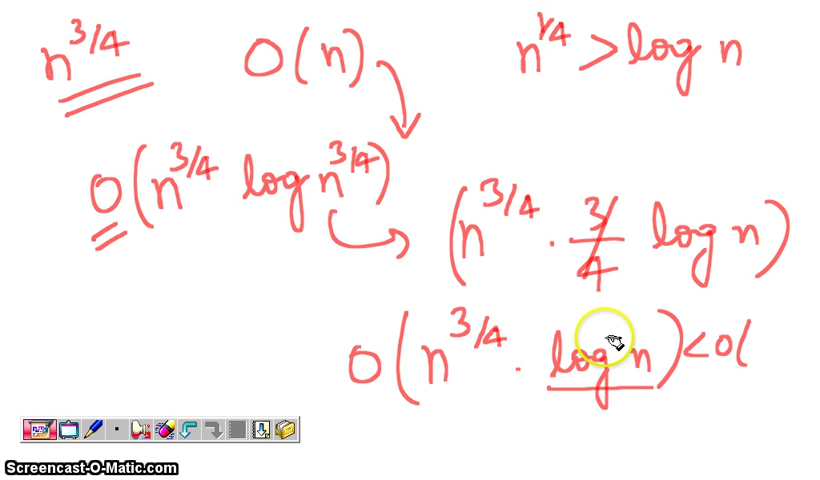 n^{3/4} O(n) n^{1/4} > log n
O(n^{3/4} log n^{3/4})
(n^{3/4} · 3/4 log n)
O(n^{3/4} · log n) < O(
Screencast-O-Matic.com